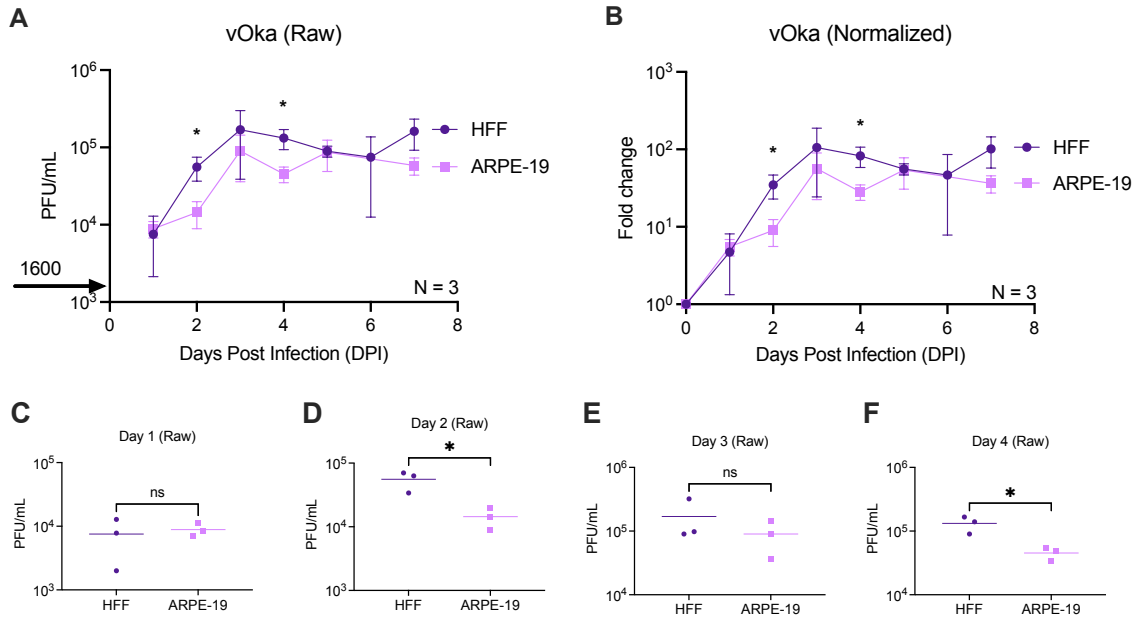 A
vOka (Raw)
10⁶
10⁵
10⁴
10³
PFU/mL
1600
*
*
HFF
ARPE-19
N = 3
0
2
4
6
8
Days Post Infection (DPI)
B
vOka (Normalized)
10³
10²
10¹
10⁰
Fold change
*
*
HFF
ARPE-19
N = 3
0
2
4
6
8
Days Post Infection (DPI)
C
Day 1 (Raw)
10⁵
10⁴
10³
PFU/mL
ns
HFF
ARPE-19
D
Day 2 (Raw)
10⁵
10⁴
10³
PFU/mL
*
HFF
ARPE-19
E
Day 3 (Raw)
10⁶
10⁵
10⁴
PFU/mL
ns
HFF
ARPE-19
F
Day 4 (Raw)
10⁶
10⁵
10⁴
PFU/mL
*
HFF
ARPE-19